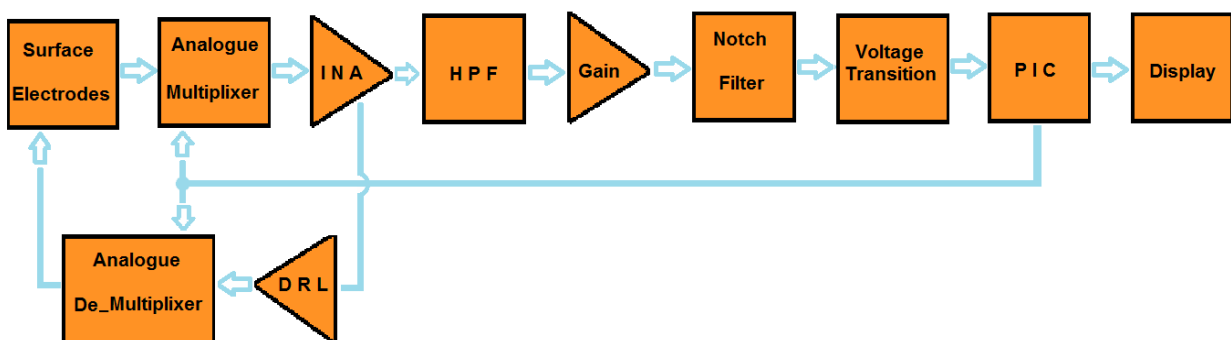 Surface
Electrodes
Analogue
Multiplixer
I N A
H P F
Gain
Notch
Filter
Voltage
Transition
P I C
Display
Analogue
De_Multiplixer
D R L